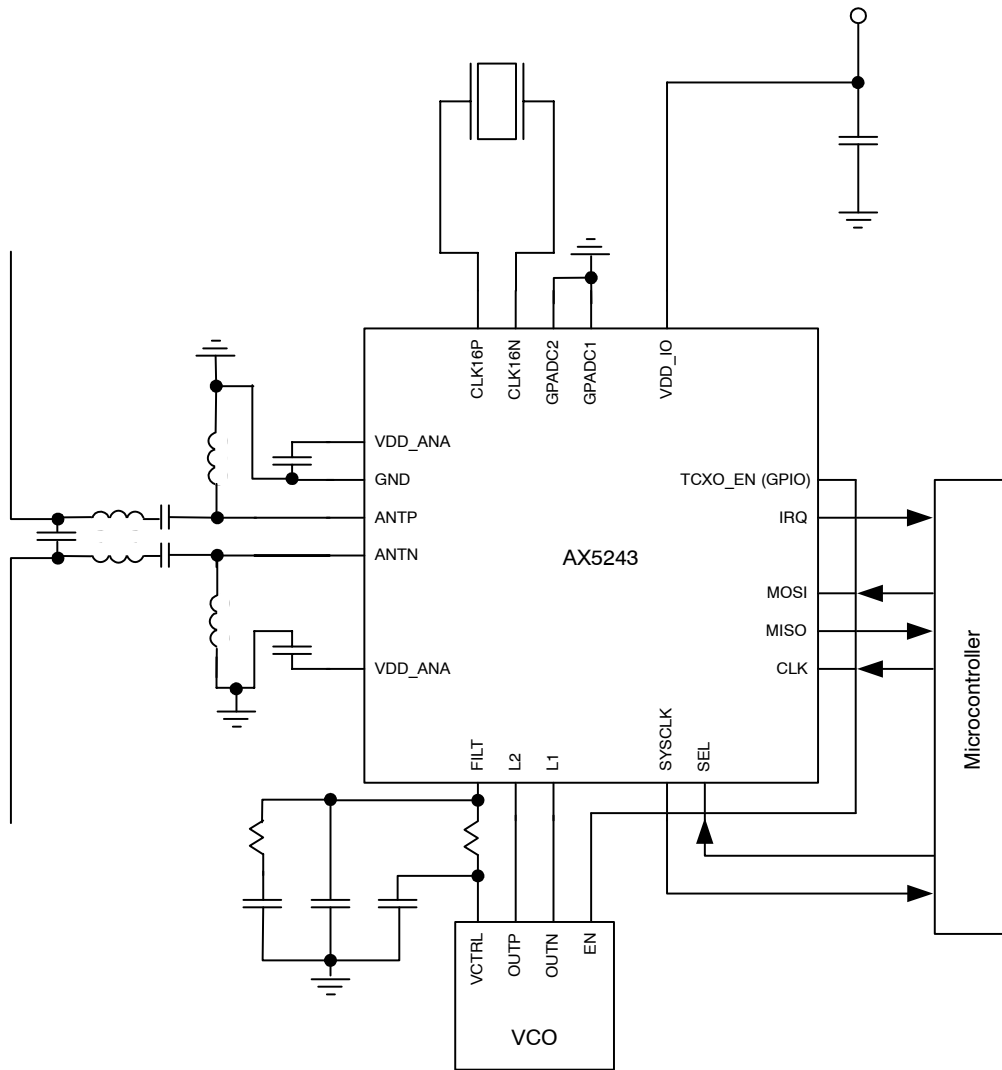 CLK16P
CLK16N
GPADC2
GPADC1
VDD_IO
VDD_ANA
GND
ANTP
ANTN
VDD_ANA
AX5243
TCXO_EN (GPIO)
IRQ
MOSI
MISO
CLK
Microcontroller
FILT
L2
L1
SYSCLK
SEL
VCTRL
OUTP
OUTN
EN
VCO